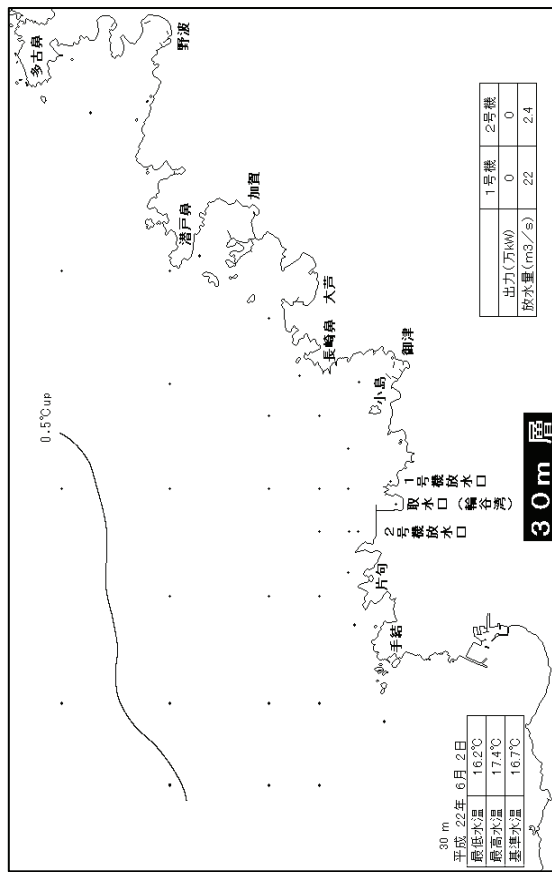 0.5℃up
多古鼻
野波
潜戸鼻
加賀
大芦
長崎鼻
御津
小島
1号機放水口
取水口(輪谷湾)
2号機放水口
片句
手結
30m 層
1号機 2号機
出力(万kW) 0 0
放水量(m3/s) 22 2.4
30 m
平成 22年 6月 2日
最低水温 16.2℃
最高水温 17.4℃
基準水温 16.7℃